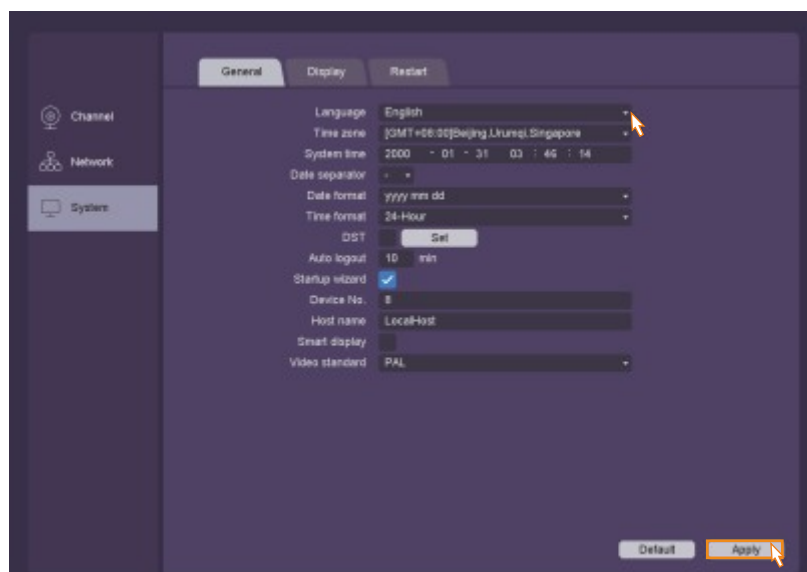 General Display Restart
Channel
Network
System
Language English
Time zone [GMT+08:00]Beijing,Urumqi,Singapore
System time 2000 - 01 - 31 03 : 46 : 14
Date separator -
Date format yyyy mm dd
Time format 24-Hour
DST Set
Auto logout 10 min
Startup wizard
Device No. 8
Host name LocalHost
Smart display
Video standard PAL
Default Apply